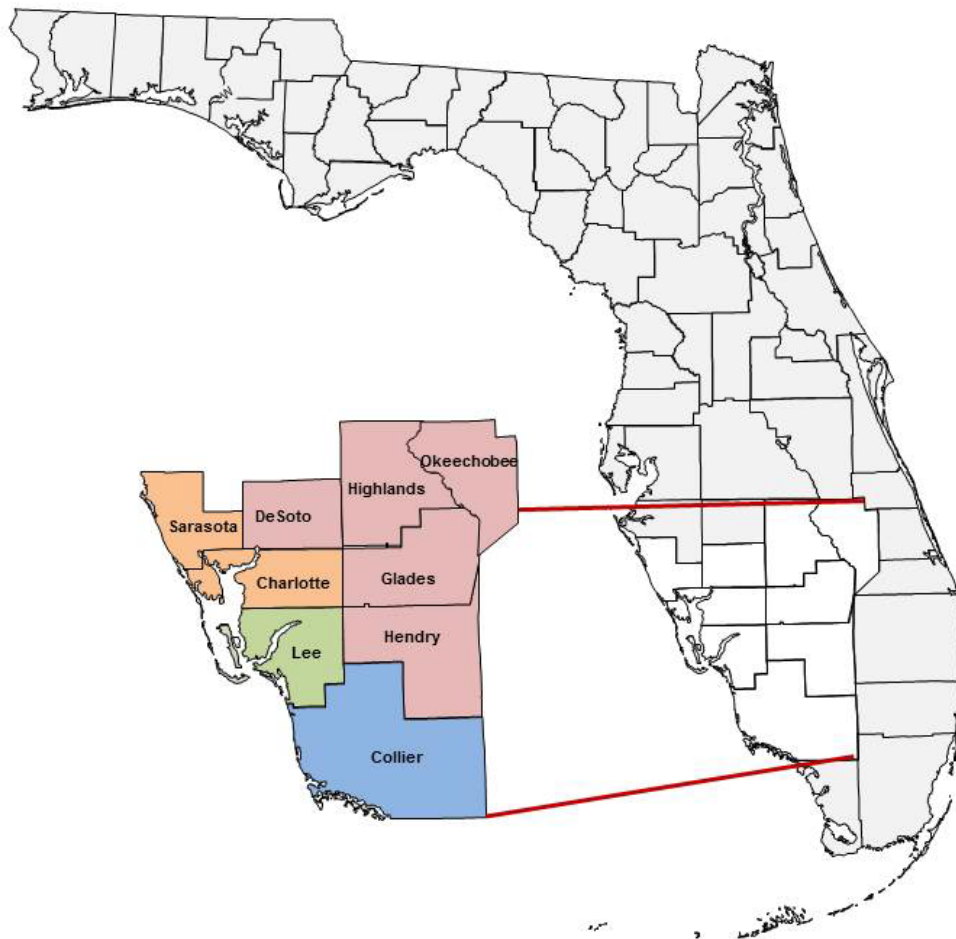 Okeechobee
Highlands
DeSoto
Sarasota
Charlotte
Glades
Hendry
Lee
Collier